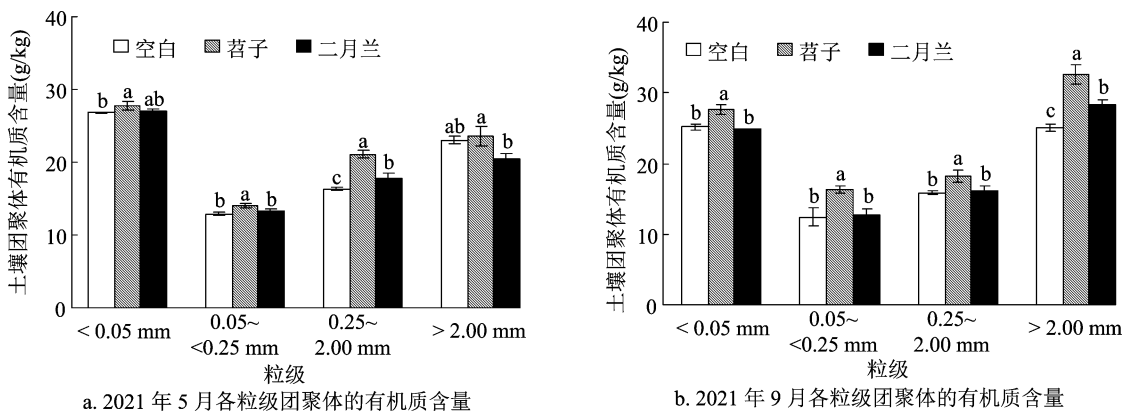 40
30
20
10
0
土壤团聚体有机质含量(g/kg)
空白 苕子 二月兰
b a ab
b a b
c a b
ab a b
< 0.05 mm
0.05~
<0.25 mm
0.25~
2.00 mm
> 2.00 mm
粒级
a. 2021 年 5 月各粒级团聚体的有机质含量
40
30
20
10
0
土壤团聚体有机质含量(g/kg)
空白 苕子 二月兰
b a b
b a b
b a b
c a b
< 0.05 mm
0.05~
<0.25 mm
0.25~
2.00 mm
> 2.00 mm
粒级
b. 2021 年 9 月各粒级团聚体的有机质含量